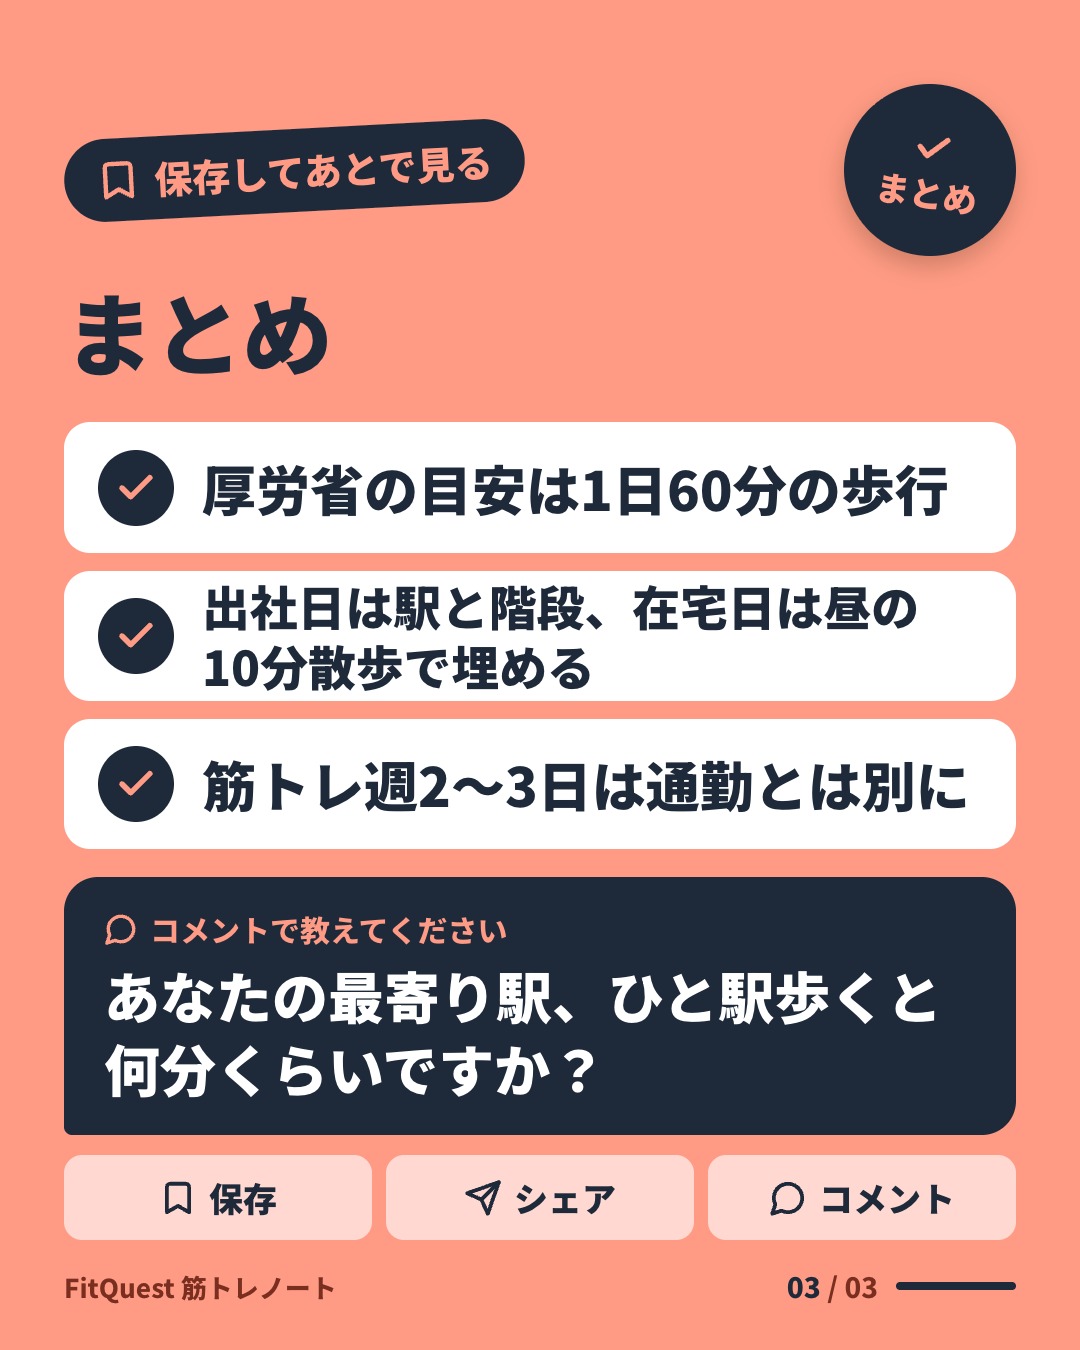 保存してあとで見る
まとめ
まとめ
厚労省の目安は1日60分の歩行
出社日は駅と階段、在宅日は昼の
10分散歩で埋める
筋トレ週2〜3日は通勤とは別に
コメントで教えてください
あなたの最寄り駅、ひと駅歩くと
何分くらいですか？
保存
シェア
コメント
FitQuest 筋トレノート
03 / 03